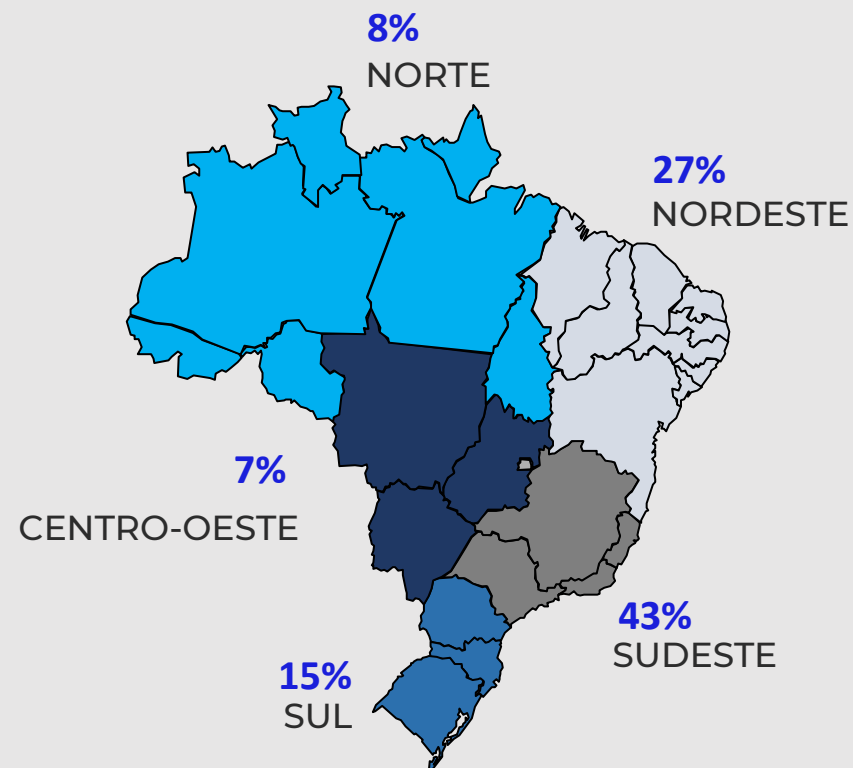 8%
NORTE
27%
NORDESTE
7%
CENTRO-OESTE
43%
SUDESTE
15%
SUL